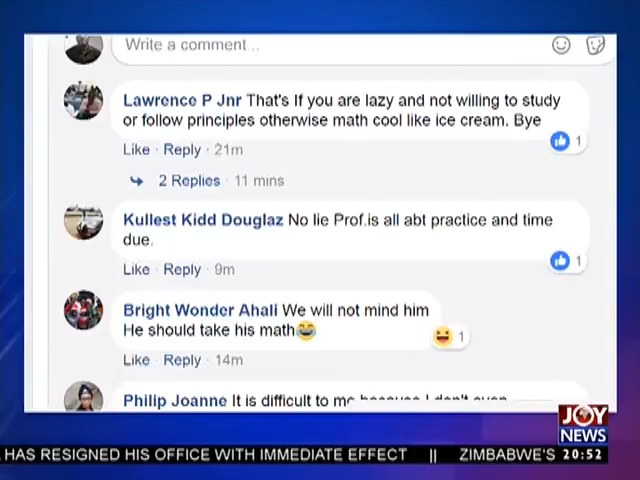 Write a comment...
Lawrence P Jnr That's If you are lazy and not willing to study
or follow principles otherwise math cool like ice cream. Bye
1
Like · Reply · 21m
2 Replies · 11 mins
Kullest Kidd Douglaz No lie Prof.is all abt practice and time
due.
1
Like · Reply · 9m
Bright Wonder Ahali We will not mind him
He should take his math😂
1
Like · Reply · 14m
Philip Joanne It is difficult to me because I don't even
JOY
NEWS
HAS RESIGNED HIS OFFICE WITH IMMEDIATE EFFECT || ZIMBABWE'S 20:52